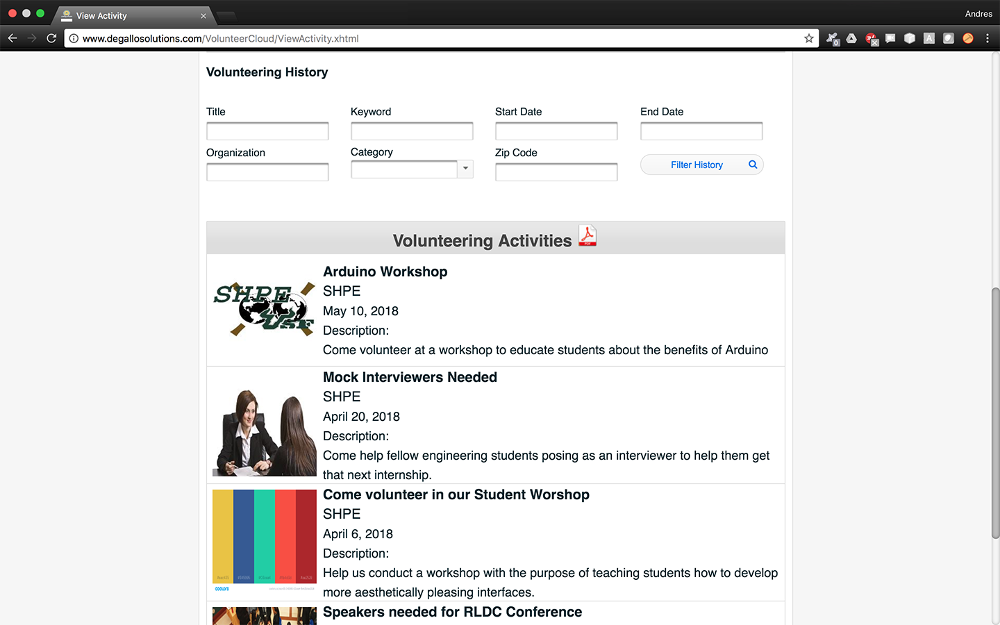 View Activity
Andres
www.degallosolutions.com/VolunteerCloud/ViewActivity.xhtml
0
A
Volunteering History
Title
Keyword
Start Date
End Date
Organization
Category
Zip Code
Filter History
Volunteering Activities
PDF
SHPE
USF
Arduino Workshop
SHPE
May 10, 2018
Description:
Come volunteer at a workshop to educate students about the benefits of Arduino
Mock Interviewers Needed
SHPE
April 20, 2018
Description:
Come help fellow engineering students posing as an interviewer to help them get
that next internship.
coolors
Come volunteer in our Student Worshop
SHPE
April 6, 2018
Description:
Help us conduct a workshop with the purpose of teaching students how to develop
more aesthetically pleasing interfaces.
Speakers needed for RLDC Conference